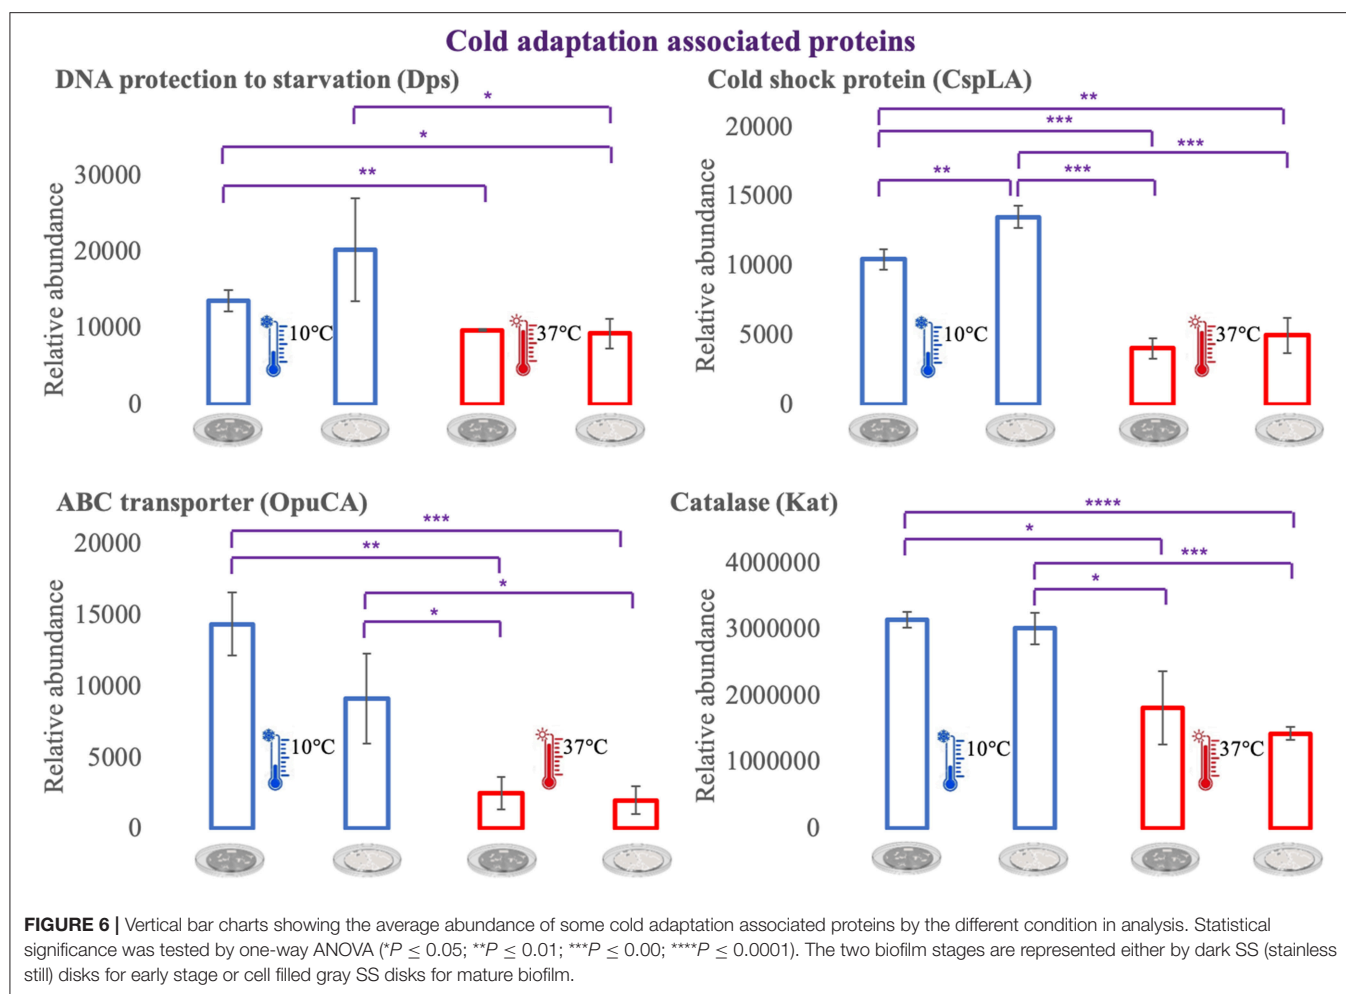 Cold adaptation associated proteins
DNA protection to starvation (Dps)
*
*
**
Relative abundance
30000
20000
10000
0
10°C
37°C
Cold shock protein (CspLA)
**
***
***
**
***
Relative abundance
20000
15000
10000
5000
0
10°C
37°C
ABC transporter (OpuCA)
***
**
*
*
Relative abundance
20000
15000
10000
5000
0
10°C
37°C
Catalase (Kat)
****
*
***
*
Relative abundance
4000000
3000000
2000000
1000000
0
10°C
37°C
FIGURE 6 | Vertical bar charts showing the average abundance of some cold adaptation associated proteins by the different condition in analysis. Statistical
significance was tested by one-way ANOVA (*P ≤ 0.05; **P ≤ 0.01; ***P ≤ 0.00; ****P ≤ 0.0001). The two biofilm stages are represented either by dark SS (stainless
still) disks for early stage or cell filled gray SS disks for mature biofilm.